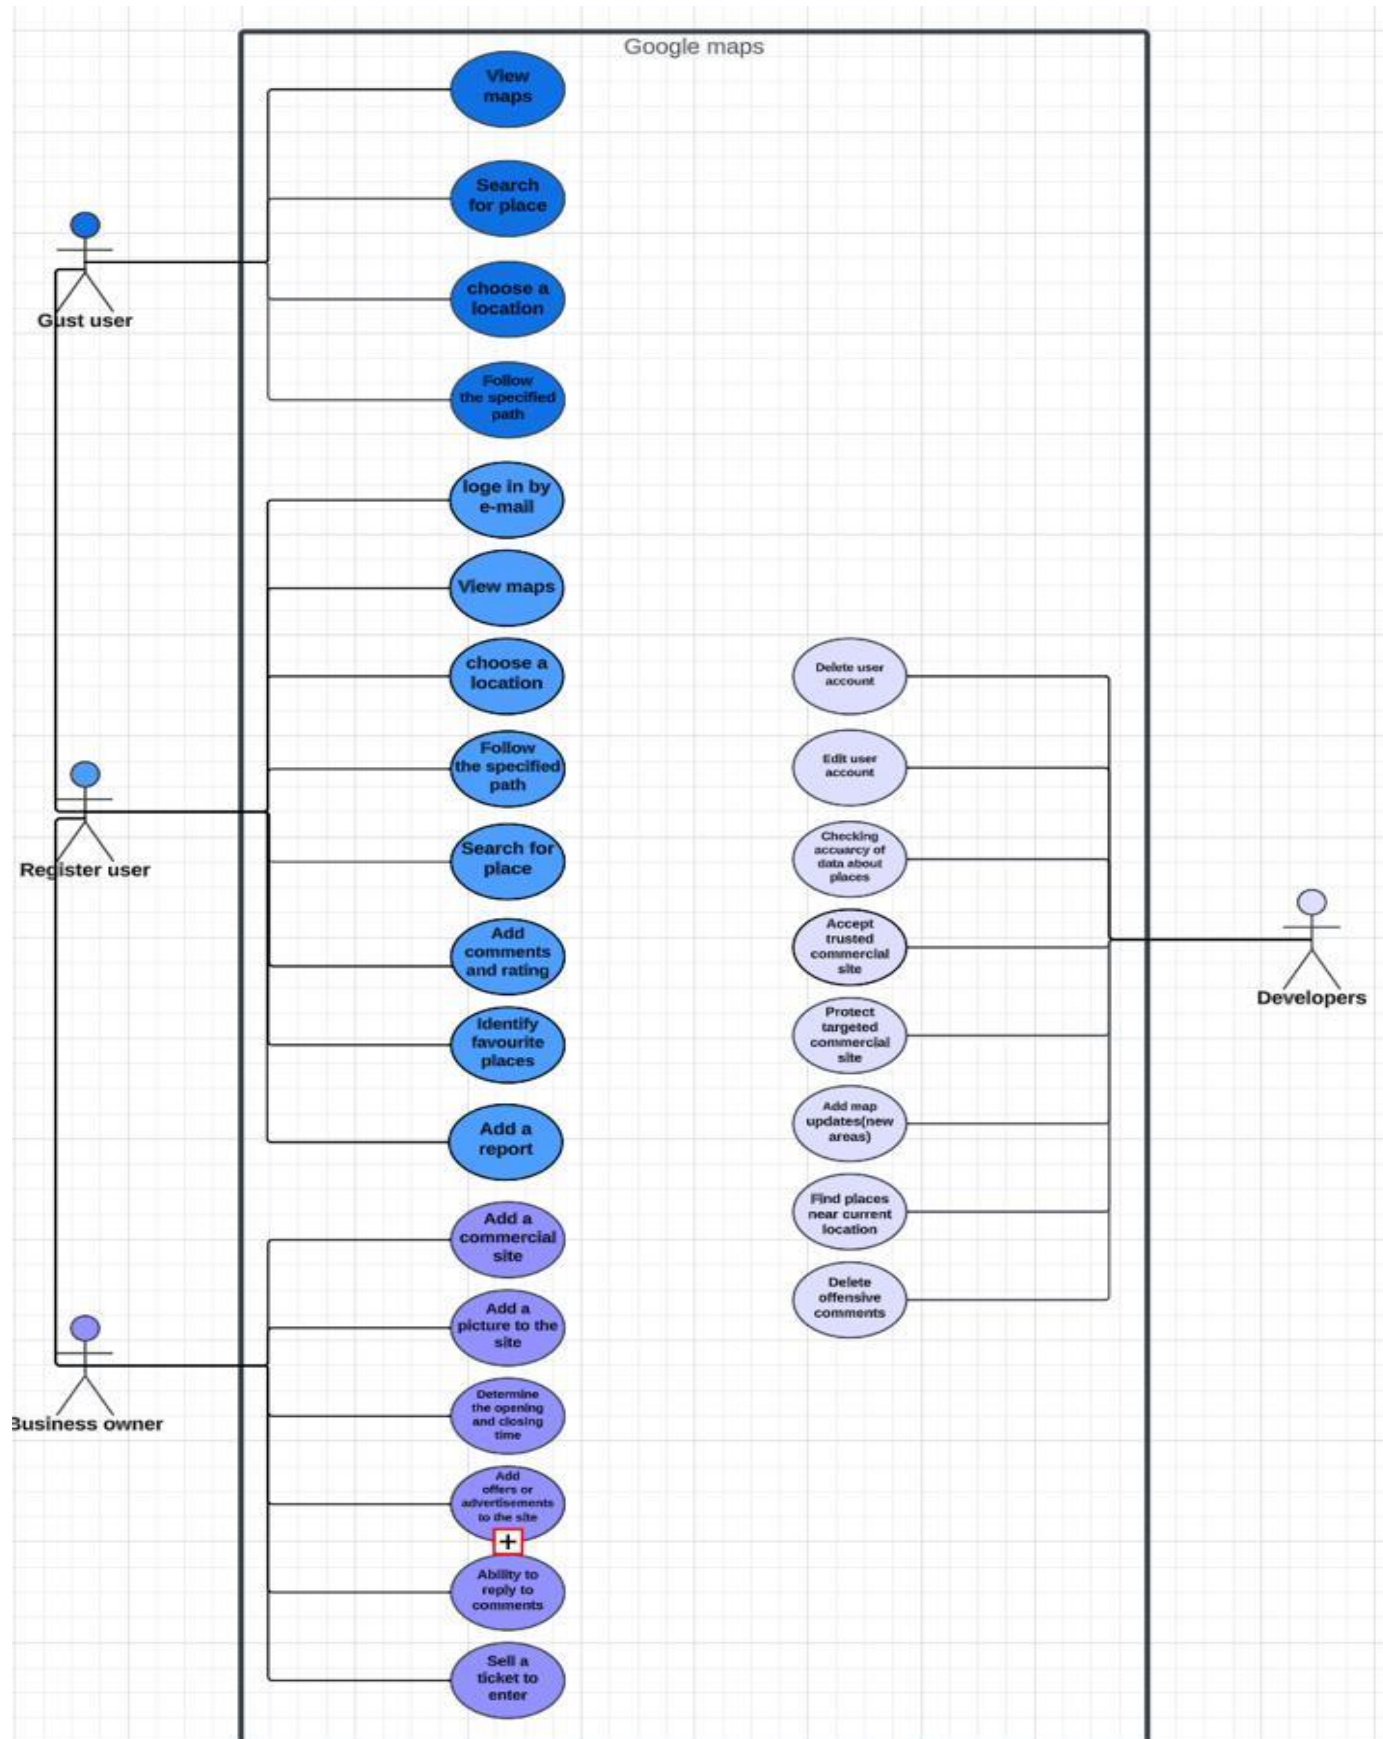 Google maps
View
maps
Search
for place
choose a
location
Follow
the specified
path
Gust user
loge in by
e-mail
View maps
choose a
location
Follow
the specified
path
Search for
place
Add
comments
and rating
Identify
favourite
places
Add a
report
Register user
Add a
commercial
site
Add a
picture to the
site
Determine
the opening
and closing
time
Add
offers or
advertisements
to the site
+
Ability to
reply to
comments
Sell a
ticket to
enter
Business owner
Delete user
account
Edit user
account
Checking
accuarcy of
data about
places
Accept
trusted
commercial
site
Protect
targeted
commercial
site
Add map
updates(new
areas)
Find places
near current
location
Delete
offensive
comments
Developers